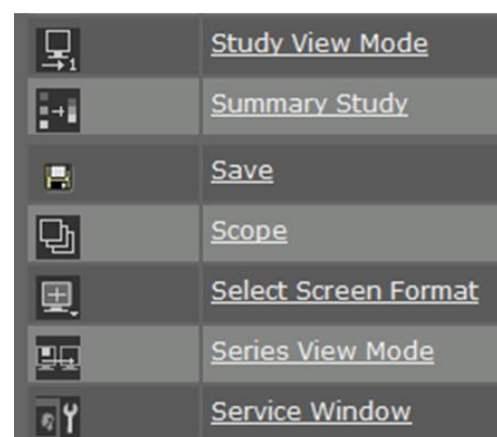 Study View Mode
Summary Study
Save
Scope
Select Screen Format
Series View Mode
Service Window